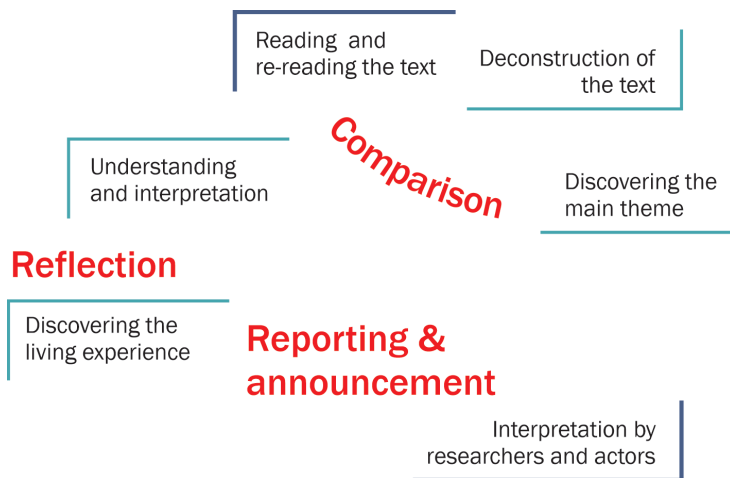 Reading and
re-reading the text
Deconstruction of
the text
Comparison
Understanding
and interpretation
Discovering the
main theme
Reflection
Discovering the
living experience
Reporting &
announcement
Interpretation by
researchers and actors